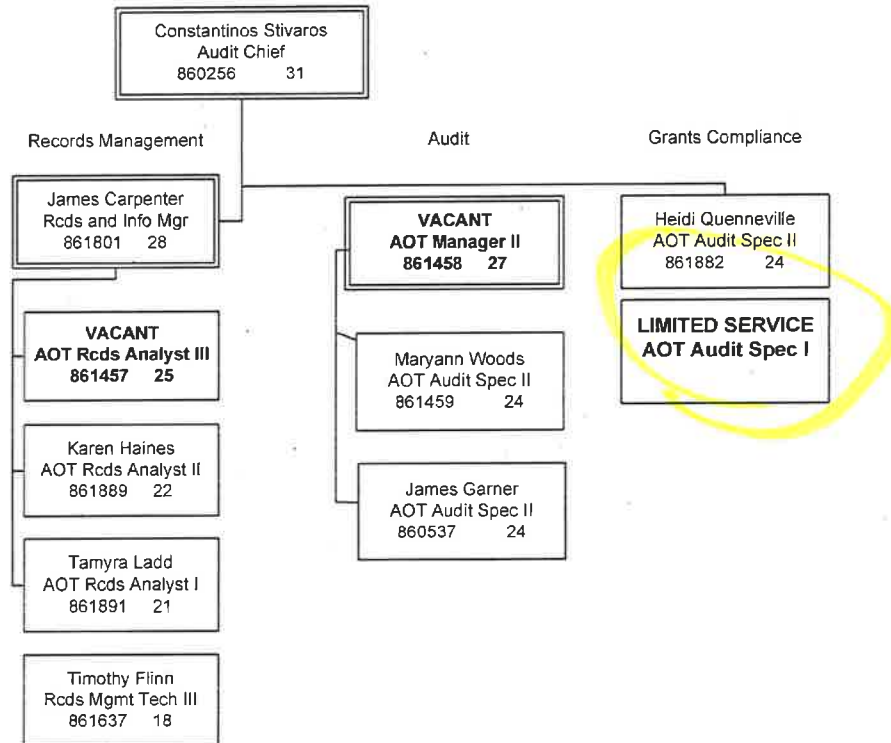 Constantinos Stivaros
Audit Chief
860256 31
Records Management
Audit
Grants Compliance
James Carpenter
Rcds and Info Mgr
861801 28
VACANT
AOT Manager II
861458 27
Heidi Quenneville
AOT Audit Spec II
861882 24
LIMITED SERVICE
AOT Audit Spec I
VACANT
AOT Rcds Analyst III
861457 25
Maryann Woods
AOT Audit Spec II
861459 24
Karen Haines
AOT Rcds Analyst II
861889 22
James Garner
AOT Audit Spec II
860537 24
Tamyra Ladd
AOT Rcds Analyst I
861891 21
Timothy Flinn
Rcds Mgmt Tech III
861637 18